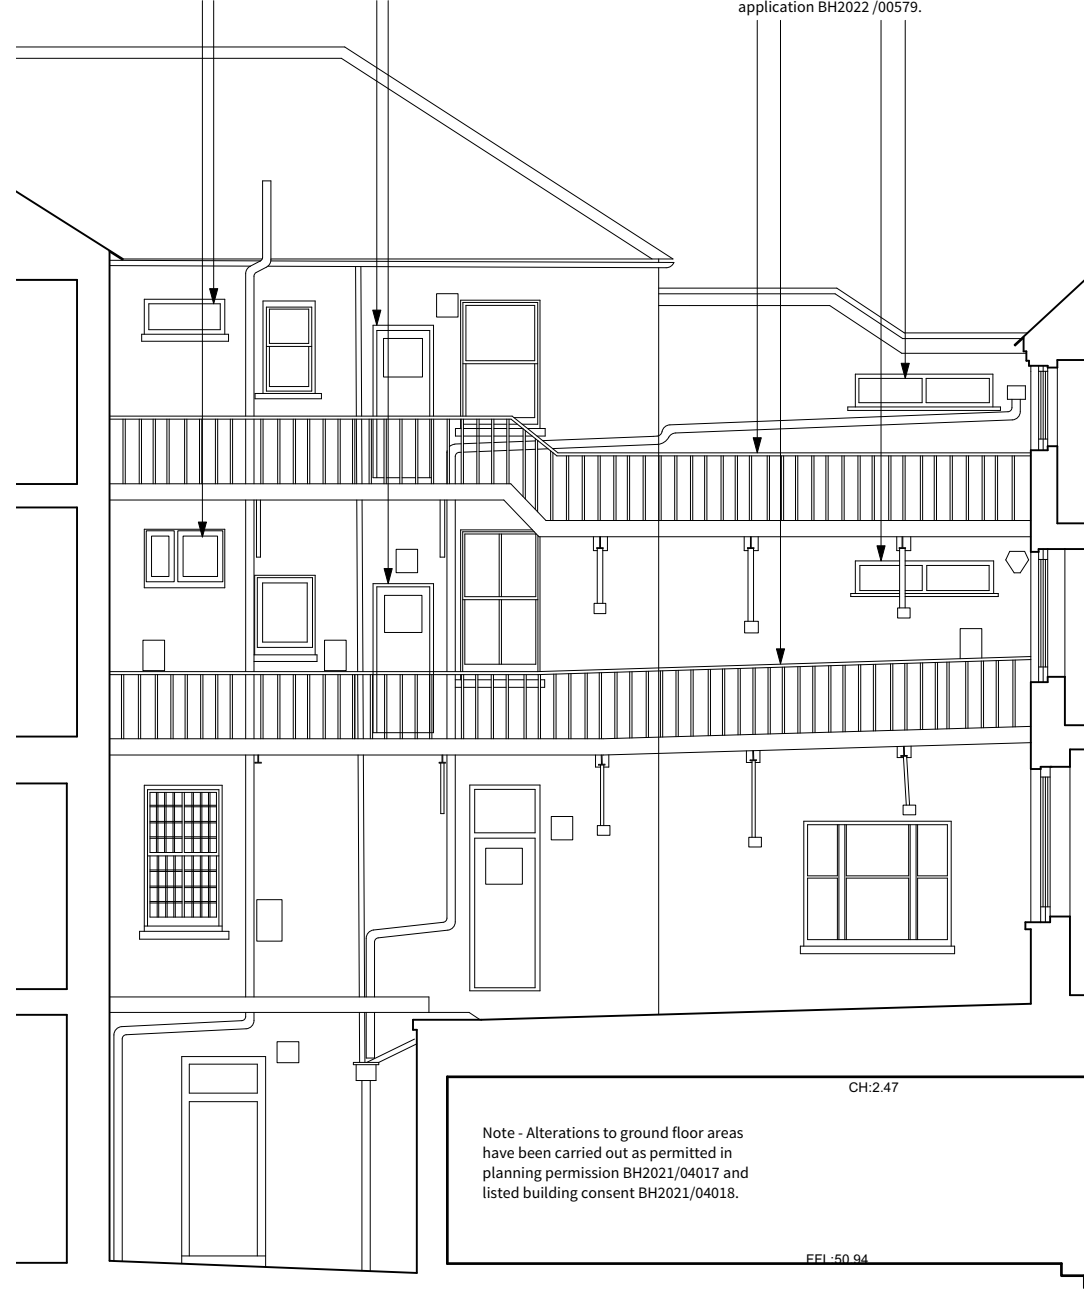 application BH2022 /00579.
CH:2.47
Note - Alterations to ground floor areas
have been carried out as permitted in
planning permission BH2021/04017 and
listed building consent BH2021/04018.
FFL:50.94